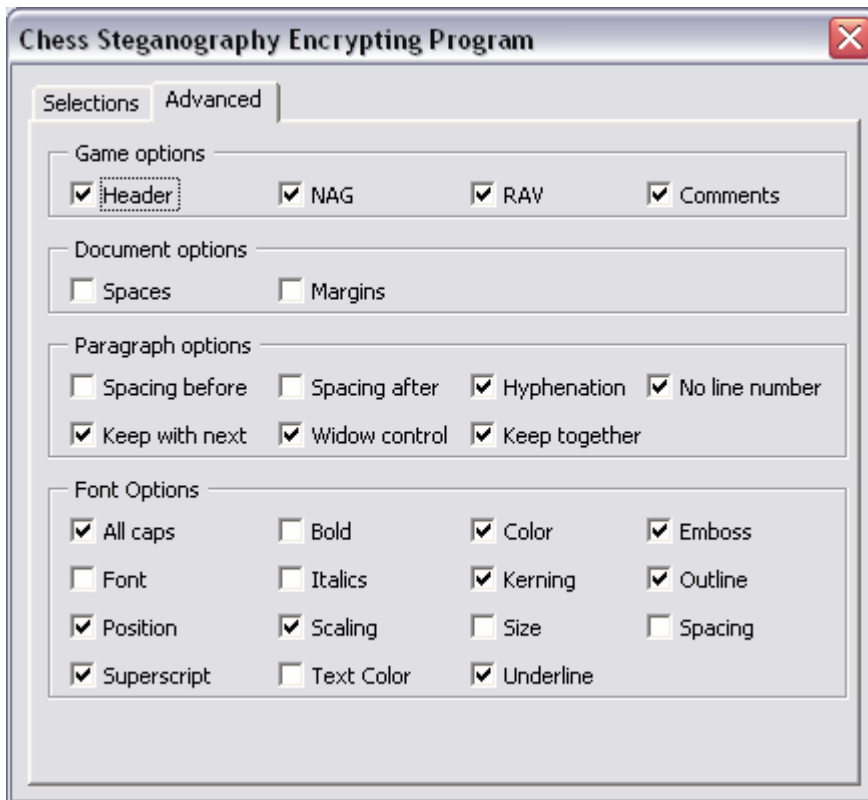 Chess Steganography Encrypting Program
Selections Advanced
Game options
Header NAG RAV Comments
Document options
Spaces Margins
Paragraph options
Spacing before Spacing after Hyphenation No line number
Keep with next Widow control Keep together
Font Options
All caps Bold Color Emboss
Font Italics Kerning Outline
Position Scaling Size Spacing
Superscript Text Color Underline